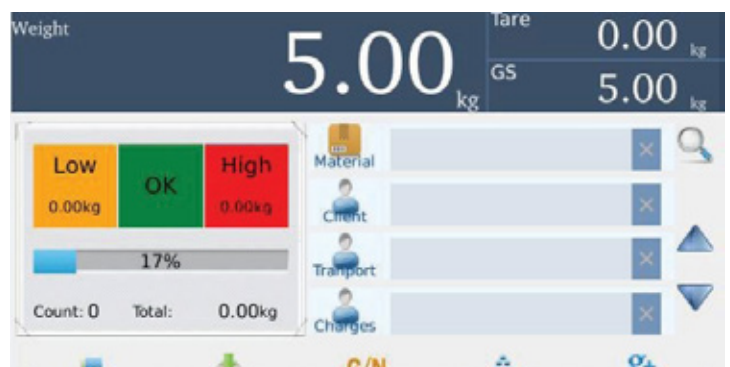 Weight
5.00 kg
Tare
0.00 kg
GS
5.00 kg
Low
0.00kg
OK
High
0.00kg
17%
Count: 0 Total: 0.00kg
Material
Client
Tranport
Charges
G/N